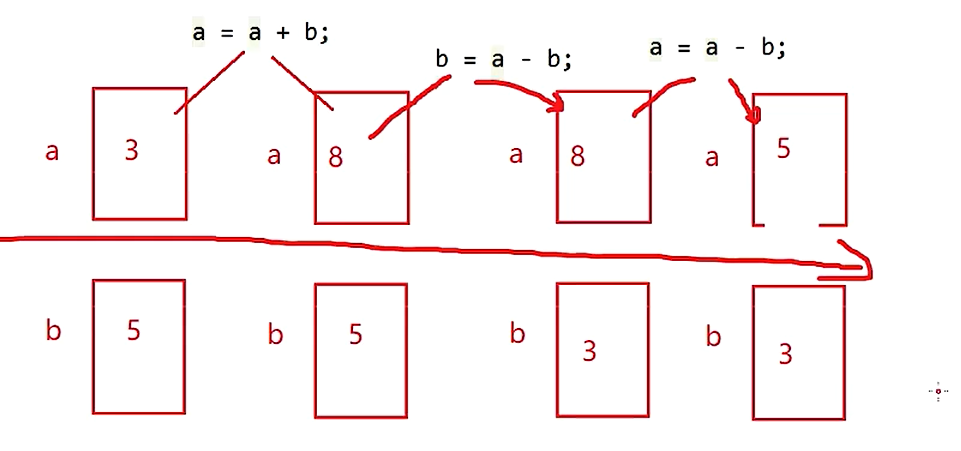 a = a + b;
b = a - b;
a = a - b;
a 3 a 8 a 8 a 5
b 5 b 5 b 3 b 3